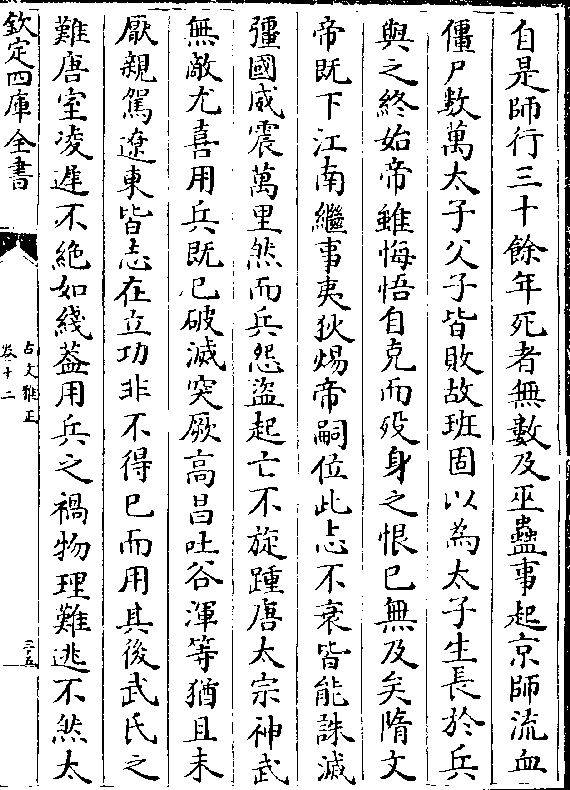 自是師行三十餘年死者無數及巫蠱事起京師流血
僵尸數萬太子父子皆敗故班固以為太子生長於兵
與之終始帝雖悔悟自克而歿身之恨已無及矣隋文
帝既下江南繼事夷狄煬帝嗣位此志不衰皆能誅滅
彊國威震萬里然而兵怨盜起亡不旋踵唐太宗神武
無敵尤喜用兵既已破滅突厥高昌吐谷渾等猶且未
厭親駕遼東皆志在立功非不得已而用其後武氏之
難唐室凌遲不絶如綫葢用兵之禍物理難逃不然太
欽定四庫全書
古文雅正
卷十二
二十五